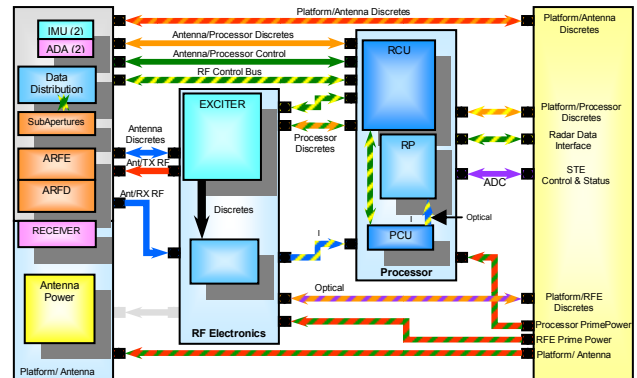 Platform/Antenna Discretes
Antenna/Processor Discretes
Antenna/Processor Control
RF Control Bus
IMU (2)
ADA (2)
Data
Distribution
SubApertures
ARFE
ARFD
RECEIVER
Antenna
Power
Platform/ Antenna
Antenna
Discretes
Ant/TX RF
Ant/RX RF
EXCITER
Discretes
RF Electronics
Processor
Discretes
I
Optical
RCU
RP
I
Optical
PCU
Processor
ADC
Platform/Antenna
Discretes
Platform/Processor
Discretes
Radar Data
Interface
STE
Control & Status
Platform/RFE
Discretes
Processor PrimePower
RFE Prime Power
Platform/ Antenna